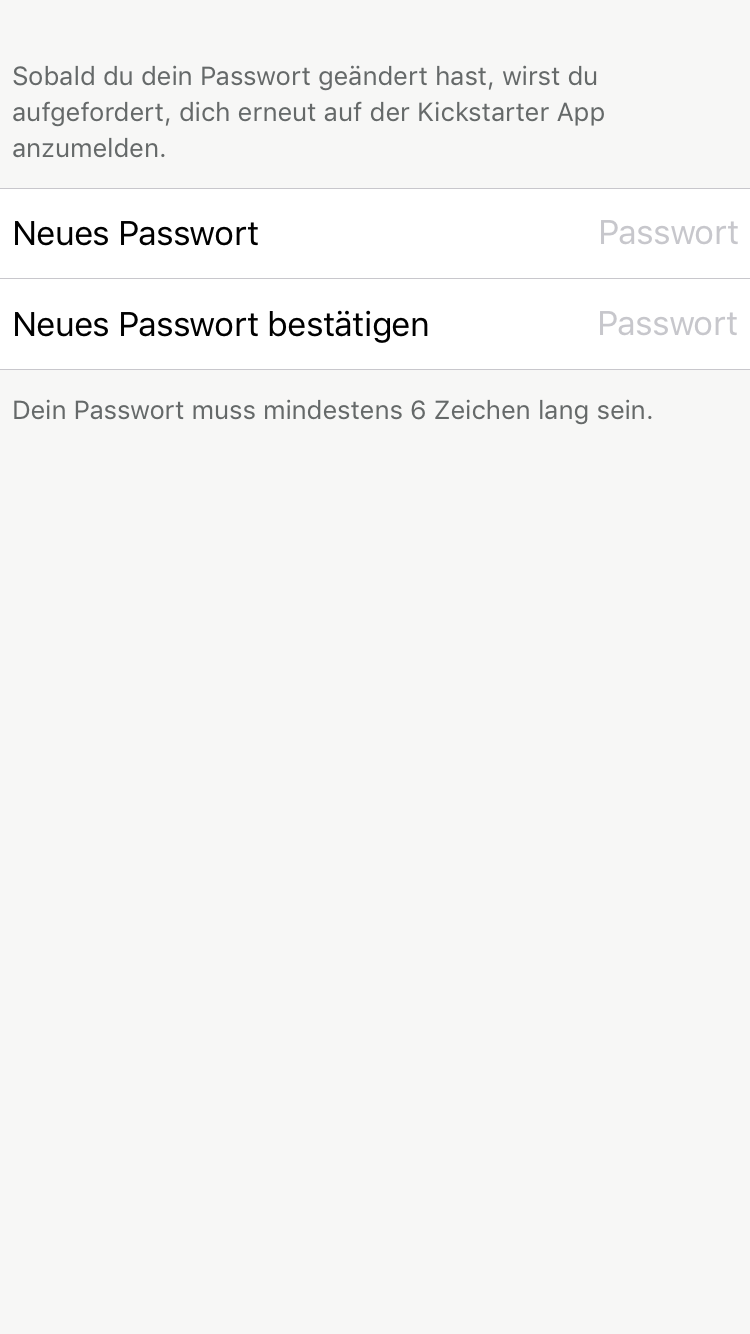 Sobald du dein Passwort geändert hast, wirst du
aufgefordert, dich erneut auf der Kickstarter App
anzumelden.
Neues Passwort Passwort
Neues Passwort bestätigen Passwort
Dein Passwort muss mindestens 6 Zeichen lang sein.